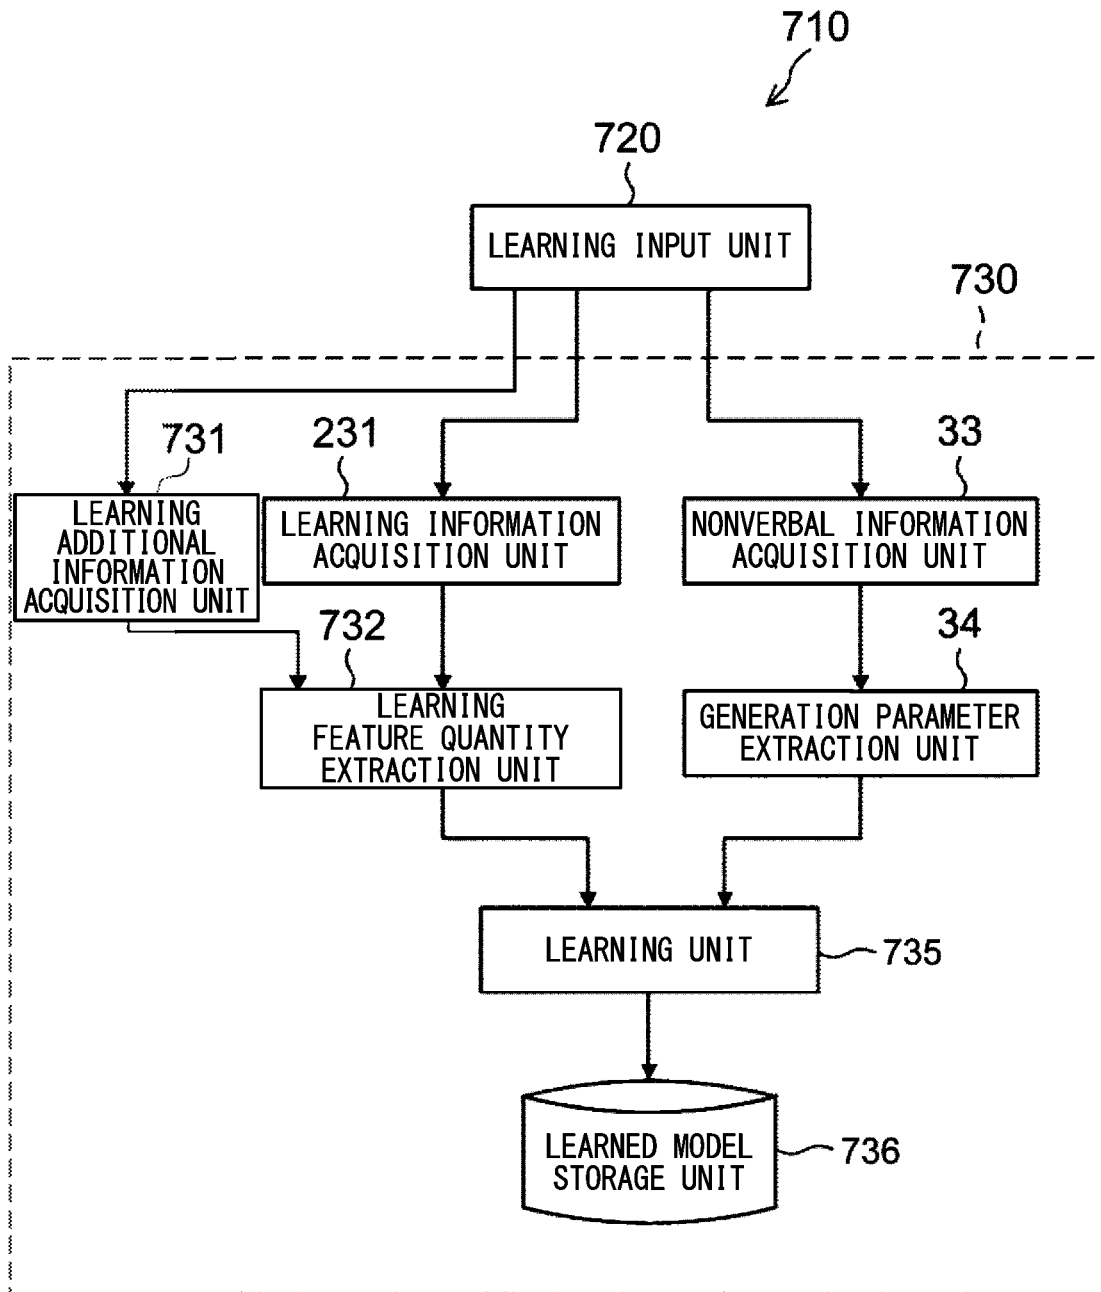 710
720
LEARNING INPUT UNIT
730
731
231
33
LEARNING
ADDITIONAL
INFORMATION
ACQUISITION UNIT
LEARNING INFORMATION
ACQUISITION UNIT
NONVERBAL INFORMATION
ACQUISITION UNIT
732
34
LEARNING
FEATURE QUANTITY
EXTRACTION UNIT
GENERATION PARAMETER
EXTRACTION UNIT
LEARNING UNIT
735
LEARNED MODEL
STORAGE UNIT
736